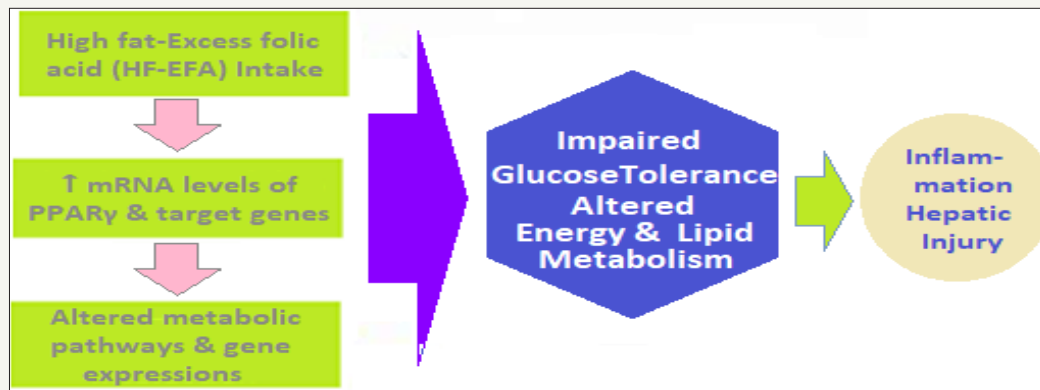 High fat-Excess folic
acid (HF-EFA) Intake
↑ mRNA levels of
PPARγ & target genes
Altered metabolic
pathways & gene
expressions
Impaired
GlucoseTolerance
Altered
Energy & Lipid
Metabolism
Inflam-
mation
Hepatic
Injury